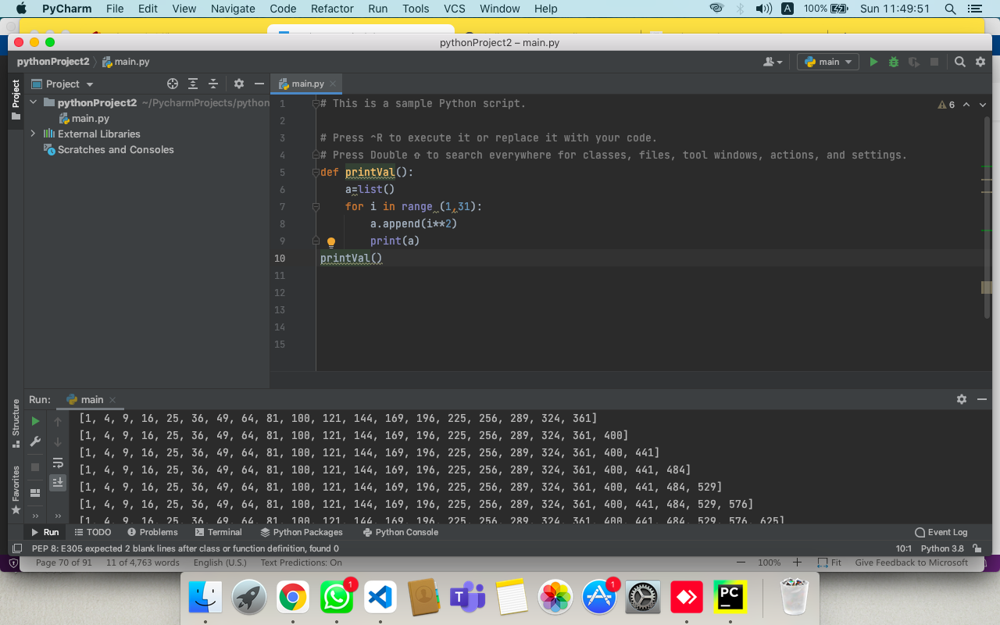 PyCharm File Edit View Navigate Code Refactor Run Tools VCS Window Help A 100% Sun 11:49:51
pythonProject2 – main.py
pythonProject2 main.py main
Project Project main.py
pythonProject2 ~/PycharmProjects/python
main.py
External Libraries
Scratches and Consoles
1 # This is a sample Python script. 6
2
3 # Press ^R to execute it or replace it with your code.
4 # Press Double ⇧ to search everywhere for classes, files, tool windows, actions, and settings.
5 def printVal():
6 a=list()
7 for i in range (1,31):
8 a.append(i**2)
9 print(a)
10 printVal()
11
12
13
14
15
Run: main
Structure
Favorites
[1, 4, 9, 16, 25, 36, 49, 64, 81, 100, 121, 144, 169, 196, 225, 256, 289, 324, 361]
[1, 4, 9, 16, 25, 36, 49, 64, 81, 100, 121, 144, 169, 196, 225, 256, 289, 324, 361, 400]
[1, 4, 9, 16, 25, 36, 49, 64, 81, 100, 121, 144, 169, 196, 225, 256, 289, 324, 361, 400, 441]
[1, 4, 9, 16, 25, 36, 49, 64, 81, 100, 121, 144, 169, 196, 225, 256, 289, 324, 361, 400, 441, 484]
[1, 4, 9, 16, 25, 36, 49, 64, 81, 100, 121, 144, 169, 196, 225, 256, 289, 324, 361, 400, 441, 484, 529]
[1, 4, 9, 16, 25, 36, 49, 64, 81, 100, 121, 144, 169, 196, 225, 256, 289, 324, 361, 400, 441, 484, 529, 576]
[1, 4, 9, 16, 25, 36, 49, 64, 81, 100, 121, 144, 169, 196, 225, 256, 289, 324, 361, 400, 441, 484, 529, 576, 625]
Run TODO Problems Terminal Python Packages Python Console Event Log
PEP 8: E305 expected 2 blank lines after class or function definition, found 0 10:1 Python 3.8
Page 70 of 91 11 of 4,763 words English (U.S.) Text Predictions: On 100% Fit Give Feedback to Microsoft
1 T 1 PC